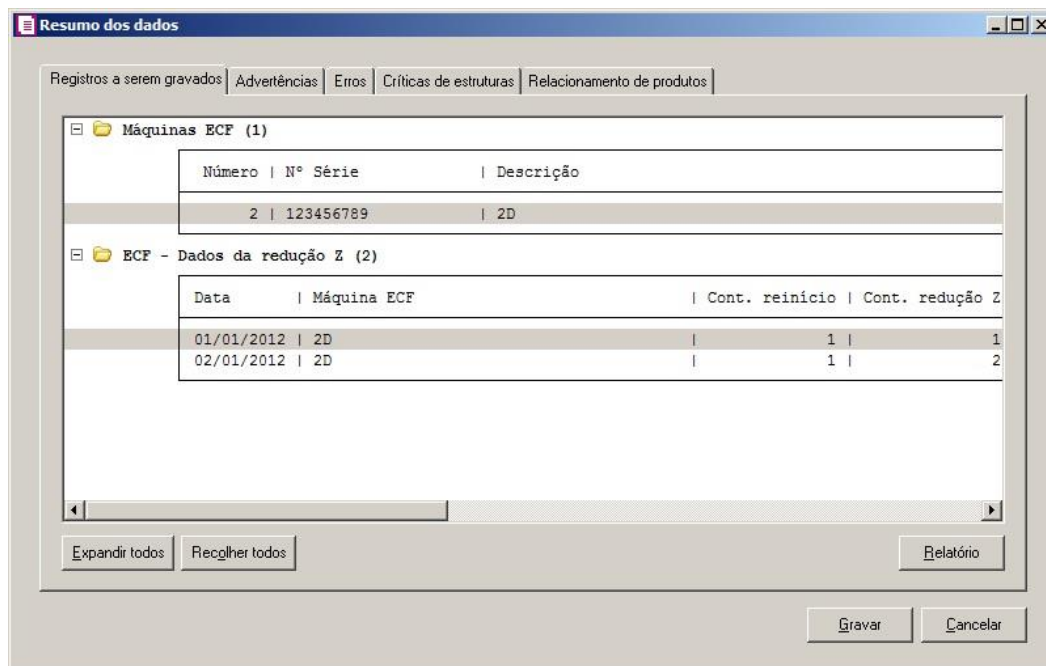 Resumo dos dados
Registros a serem gravados Advertências Erros Críticas de estruturas Relacionamento de produtos
Máquinas ECF (1)
Número | Nº Série | Descrição
2 | 123456789 | 2D
ECF - Dados da redução Z (2)
Data | Máquina ECF | Cont. reinício | Cont. redução Z
01/01/2012 | 2D | 1 | 1
02/01/2012 | 2D | 1 | 2
Expandir todos Recolher todos Relatório
Gravar Cancelar